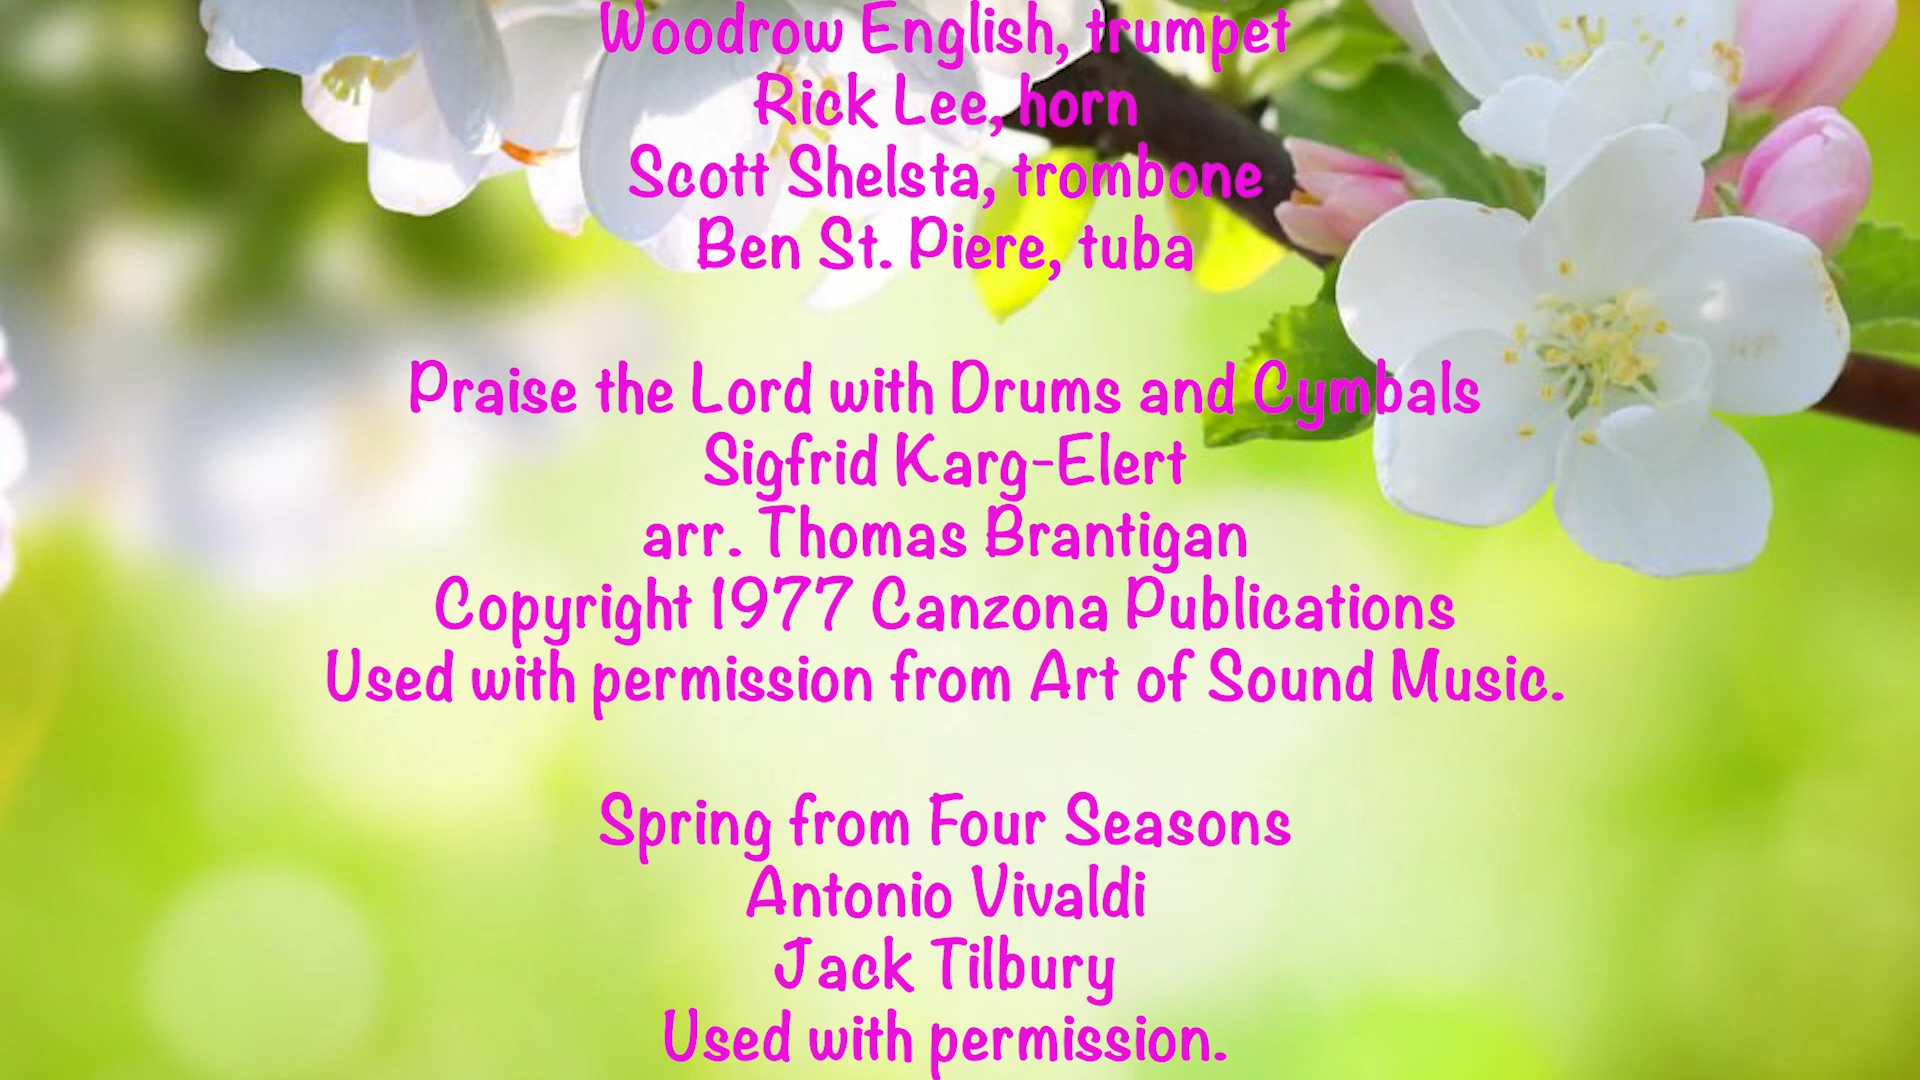 Woodrow English, trumpet
Rick Lee, horn
Scott Shelsta, trombone
Ben St. Piere, tuba
Praise the Lord with Drums and Cymbals
Sigfrid Karg-Elert
arr. Thomas Brantigan
Copyright 1977 Canzona Publications
Used with permission from Art of Sound Music.
Spring from Four Seasons
Antonio Vivaldi
Jack Tilbury
Used with permission.